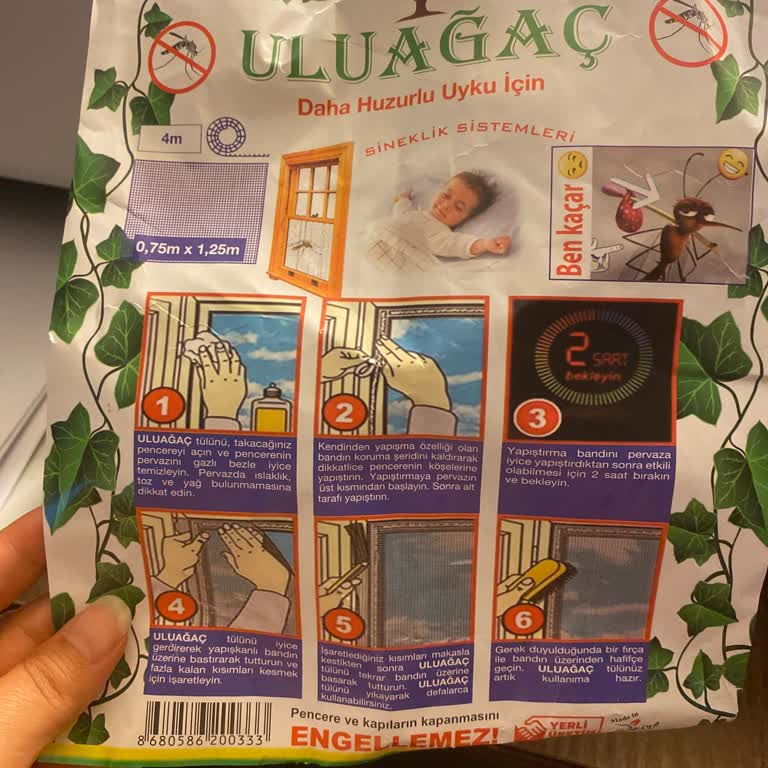 ULUAĞAÇ
Daha Huzurlu Uyku İçin
SİNEKLİK SİSTEMLERİ
4m
0,75m x 1,25m
Ben kaçar
1
ULUAĞAÇ tülünü, takacağınız
pencereyi açın ve pencerenin
pervazını gazlı bezle iyice
temizleyin. Pervazda ıslaklık,
toz ve yağ bulunmamasına
dikkat edin.
2
Kendinden yapışma özelliği olan
bandın koruma şeridini kaldırarak
dikkatlice pencerenin köşelerine
yapıştırın. Yapıştırmaya pervazın
üst kısmından başlayın. Sonra alt
tarafı yapıştırın.
2 SAAT
bekleyin
3
Yapıştırma bandını pervaza
iyice yapıştırdıktan sonra etkili
olabilmesi için 2 saat bırakın
ve bekleyin.
4
ULUAĞAÇ tülünü iyice
gerdirerek yapışkanlı bandın
üzerine bastırarak tutturun ve
fazla kalan kısımları kesmek
için işaretleyin.
5
İşaretlediğiniz kısımları makasla
kestikten sonra ULUAĞAÇ
tülünü tekrar bandın üzerine
basarak tutturun. ULUAĞAÇ
tülünü yıkayarak defalarca
kullanabilirsiniz.
6
Gerek duyulduğunda bir fırça
ile bandın üzerinden hafifçe
geçin. ULUAĞAÇ tülünüz
artık kullanıma hazır.
8 680586 200333
Pencere ve kapıların kapanmasını
ENGELLEMEZ!
YERLİ
ÜRETİM
Made in